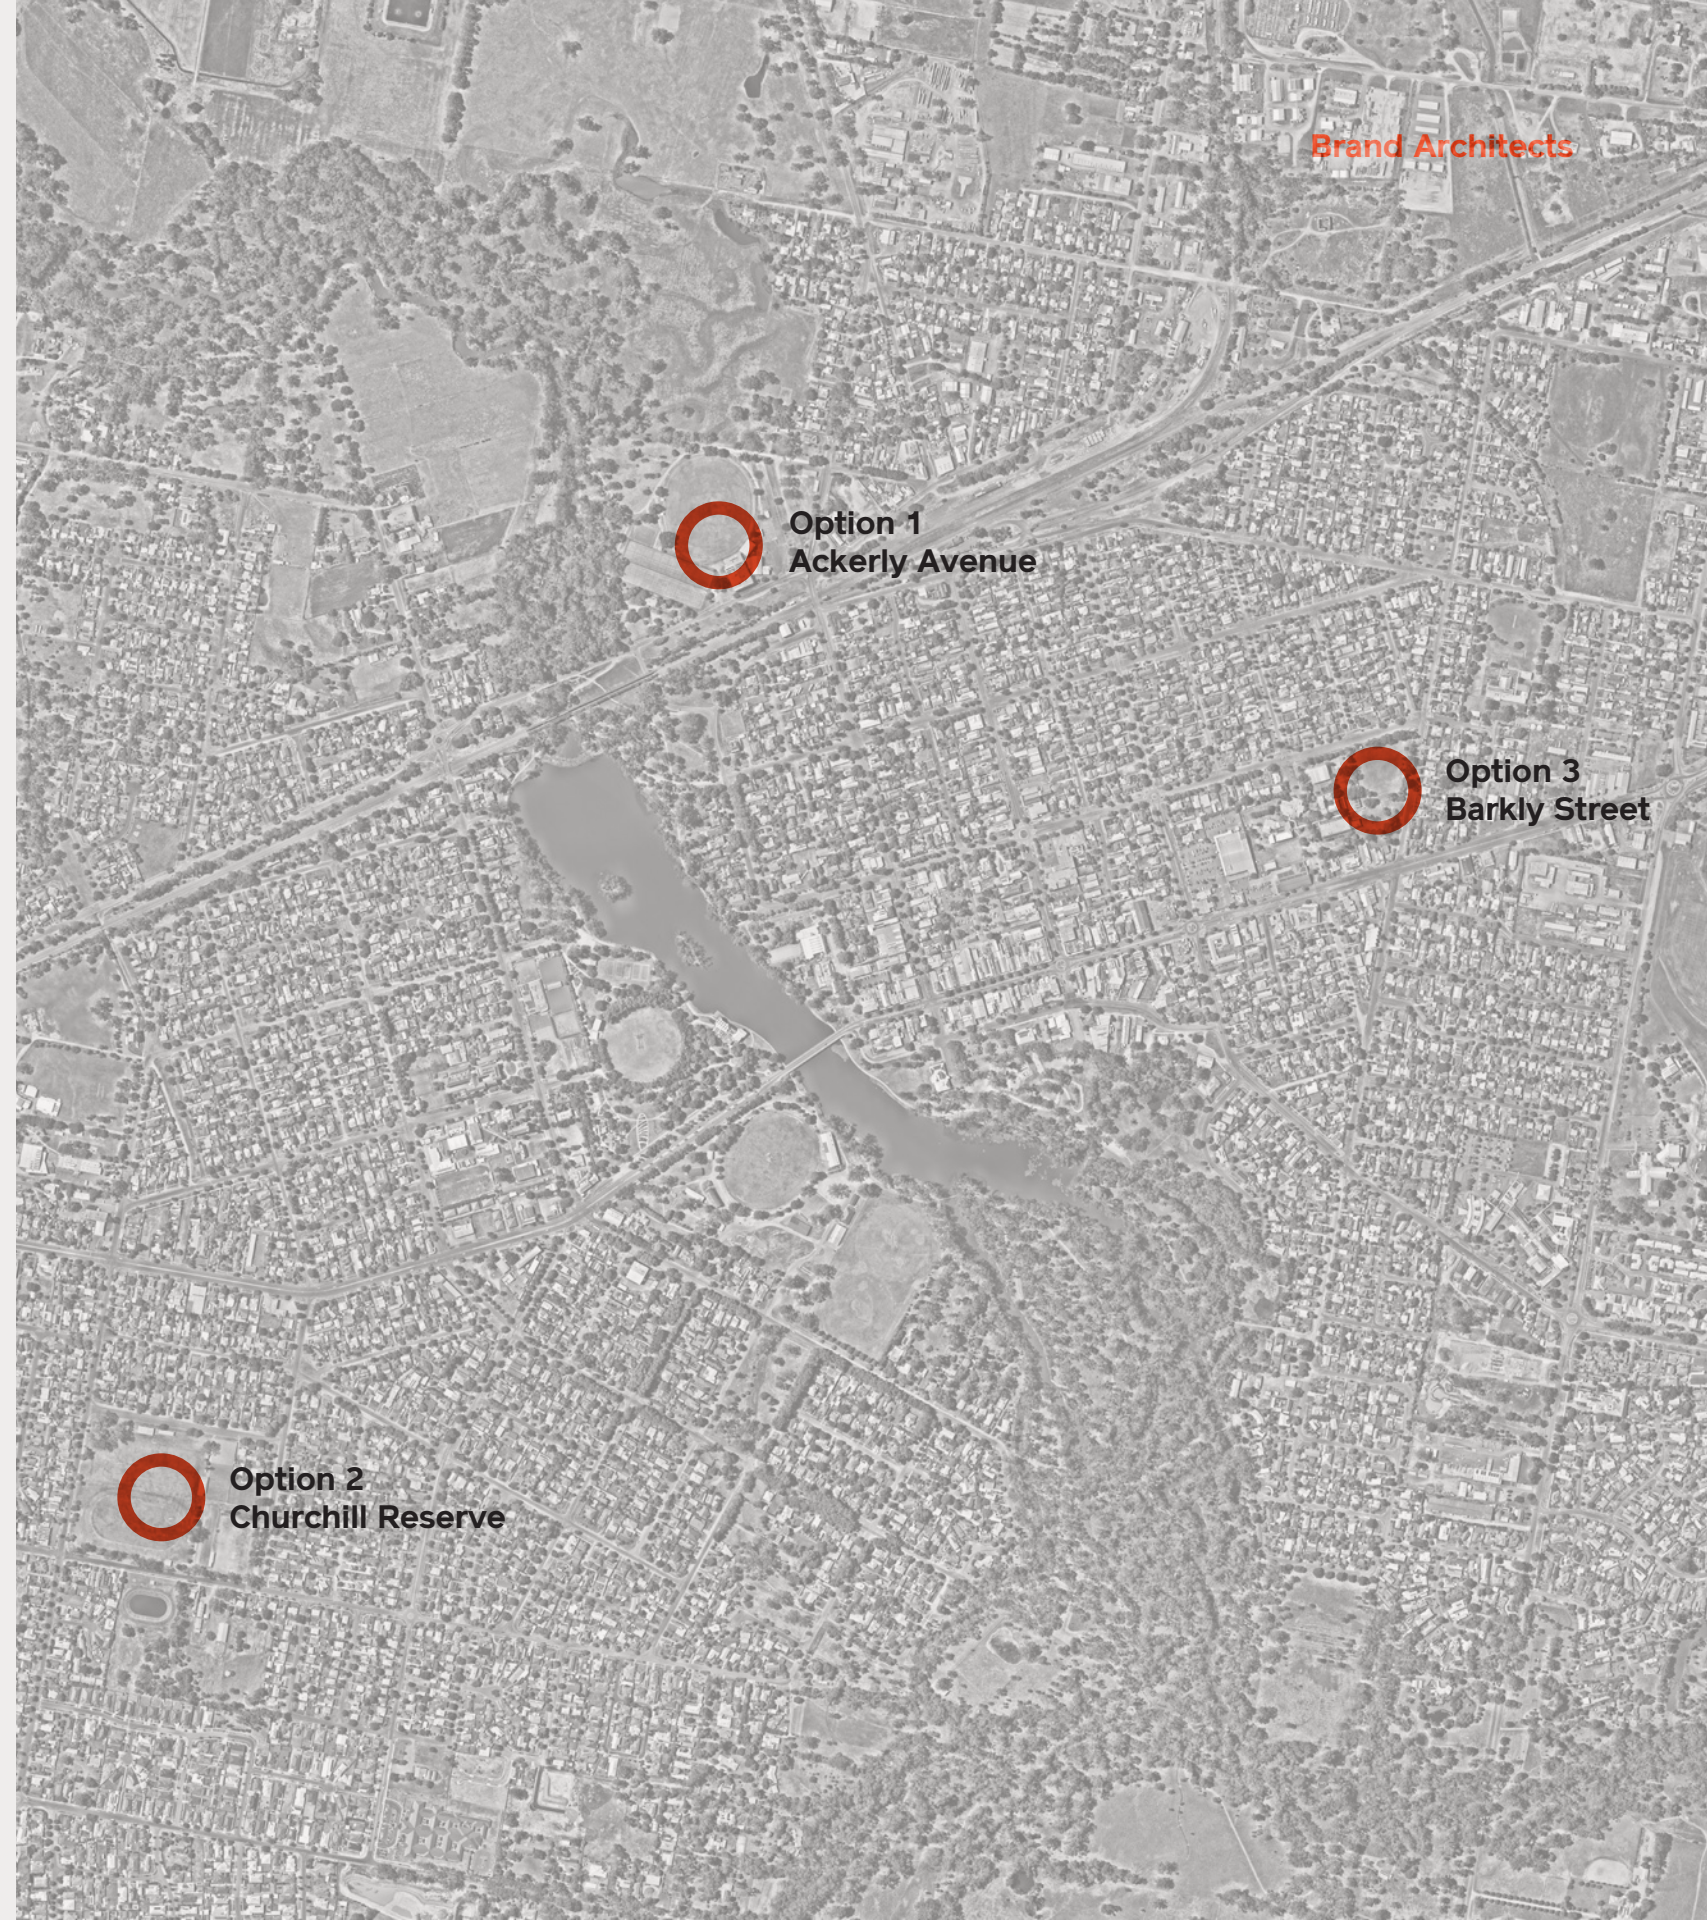 Brand Architects
Option 1
Ackerly Avenue
Option 3
Barkly Street
Option 2
Churchill Reserve